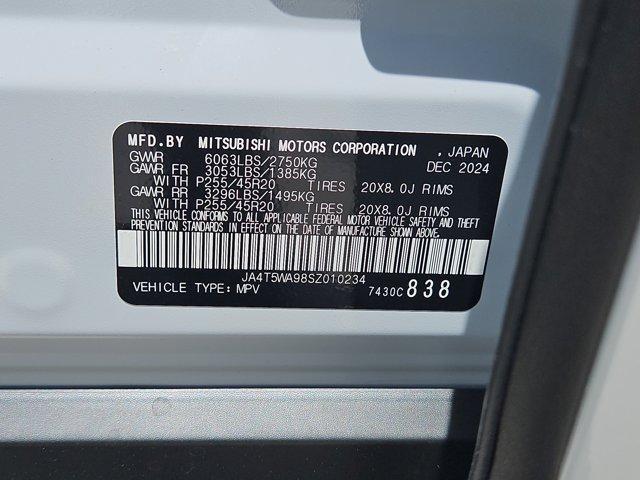 MFD.BY MITSUBISHI MOTORS CORPORATION , JAPAN
GVWR 6063LBS/2750KG DEC 2024
GAWR FR 3053LBS/1385KG
WITH P255/45R20 TIRES 20X8.0J RIMS
GAWR RR 3296LBS/1495KG
WITH P255/45R20 TIRES 20X8.0J RIMS
THIS VEHICLE CONFORMS TO ALL APPLICABLE FEDERAL MOTOR VEHICLE SAFETY AND THEFT
PREVENTION STANDARDS IN EFFECT ON THE DATE OF MANUFACTURE SHOWN ABOVE.
JA4T5WA98SZ010234
VEHICLE TYPE: MPV 7430C 838